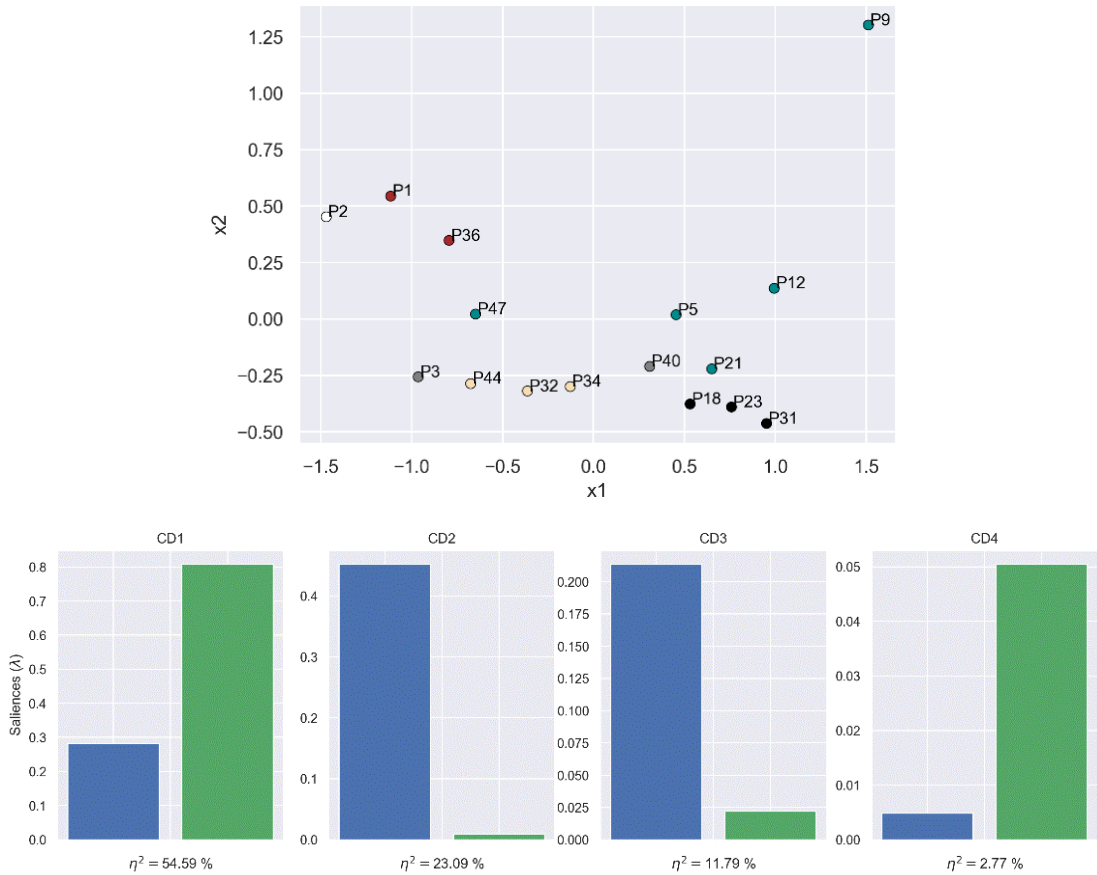 P9
1.25
1.00
0.75
P1
0.50
P2
P36
x2
0.25
P12
P47
P5
0.00
P40
P21
P3
P44
P32
P34
−0.25
P18
P23
P31
−0.50
−1.5 −1.0 −0.5 0.0 0.5 1.0 1.5
x1
CD1 CD2 CD3 CD4
Saliences (λ)
0.8
0.7
0.6
0.5
0.4
0.3
0.2
0.1
0.0
0.4
0.3
0.2
0.1
0.0
0.200
0.175
0.150
0.125
0.100
0.075
0.050
0.025
0.000
0.05
0.04
0.03
0.02
0.01
0.00
η² = 54.59 % η² = 23.09 % η² = 11.79 % η² = 2.77 %